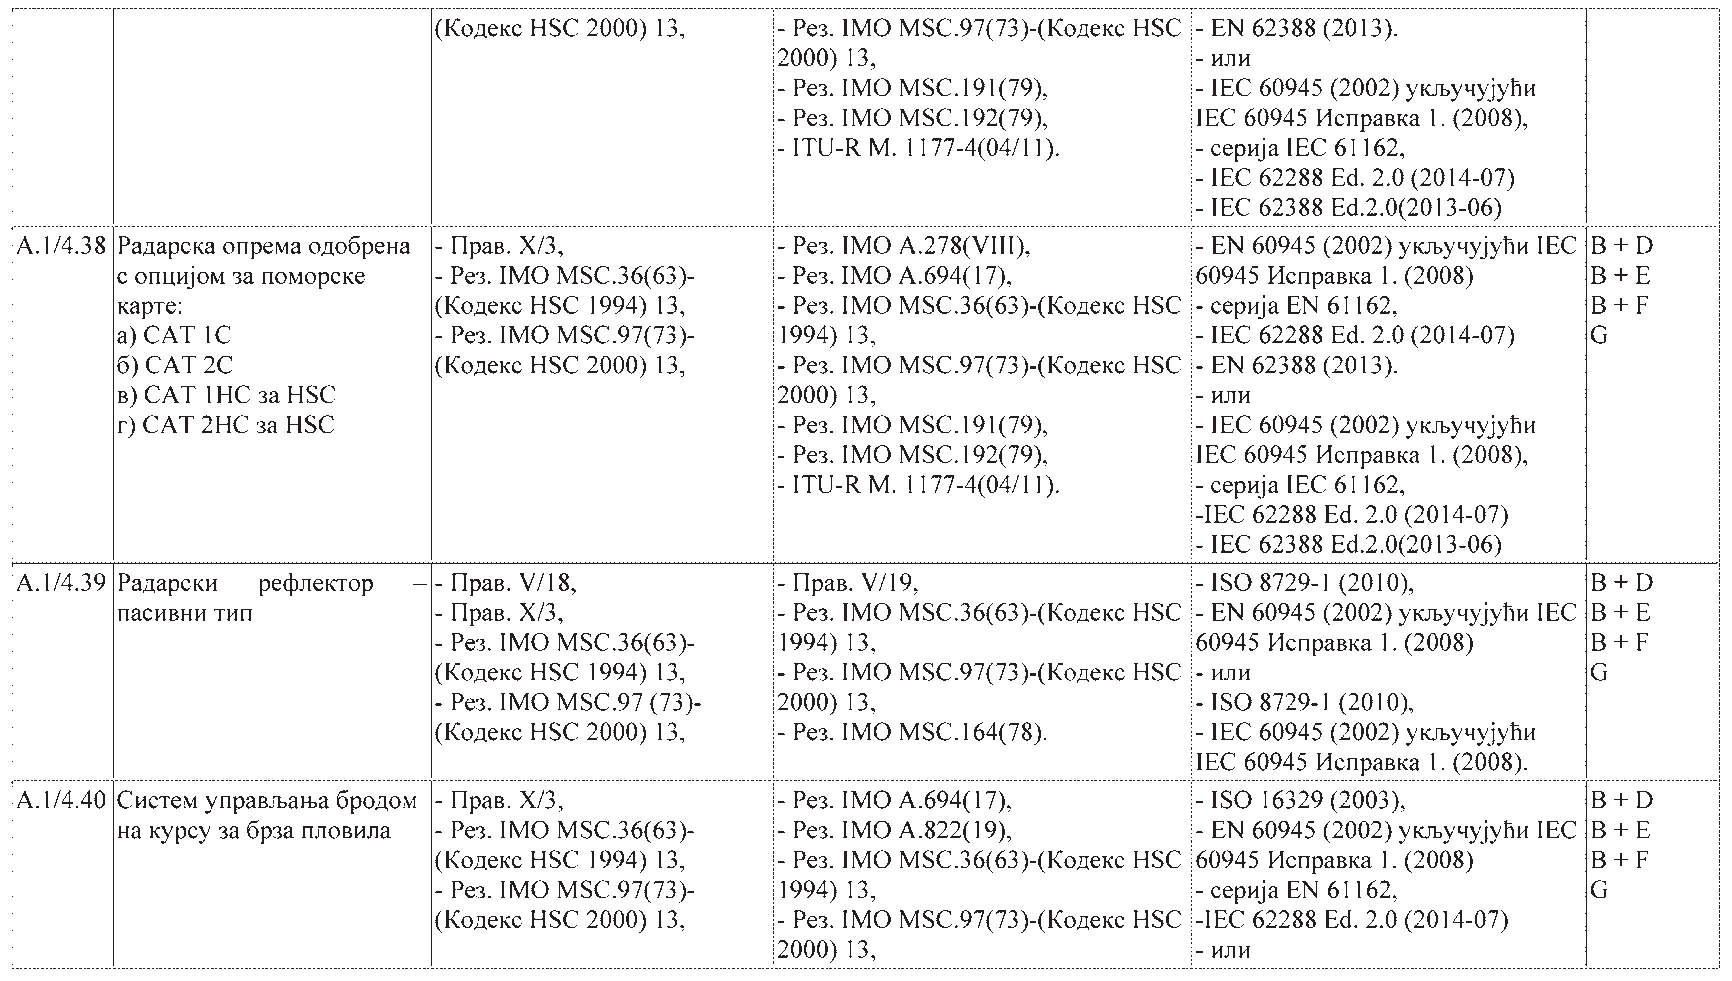 (Кодекс HSC 2000) 13,
- Рез. IMO MSC.97(73)-(Кодекс HSC
2000) 13,
- Рез. IMO MSC.191(79),
- Рез. IMO MSC.192(79),
- ITU-R M. 1177-4(04/11).
- EN 62388 (2013).
- или
- IEC 60945 (2002) укључујући
IEC 60945 Исправка 1. (2008),
- серија IEC 61162,
- IEC 62288 Ed. 2.0 (2014-07)
- IEC 62388 Ed.2.0(2013-06)
А.1/4.38
Радарска опрема одобрена
с опцијом за поморске
карте:
а) CAT 1C
б) CAT 2C
в) CAT 1HC за HSC
г) CAT 2HC за HSC
- Прав. X/3,
- Рез. IMO MSC.36(63)-
(Кодекс HSC 1994) 13,
- Рез. IMO MSC.97(73)-
(Кодекс HSC 2000) 13,
- Рез. IMO A.278(VIII),
- Рез. IMO A.694(17),
- Рез. IMO MSC.36(63)-(Кодекс HSC
1994) 13,
- Рез. IMO MSC.97(73)-(Кодекс HSC
2000) 13,
- Рез. IMO MSC.191(79),
- Рез. IMO MSC.192(79),
- ITU-R M. 1177-4(04/11).
- EN 60945 (2002) укључујући IEC
60945 Исправка 1. (2008)
- серија EN 61162,
- IEC 62288 Ed. 2.0 (2014-07)
- EN 62388 (2013).
- или
- IEC 60945 (2002) укључујући
IEC 60945 Исправка 1. (2008),
- серија IEC 61162,
-IEC 62288 Ed. 2.0 (2014-07)
- IEC 62388 Ed.2.0(2013-06)
B + D
B + E
B + F
G
А.1/4.39
Радарски рефлектор –
пасивни тип
- Прав. V/18,
- Прав. X/3,
- Рез. IMO MSC.36(63)-
(Кодекс HSC 1994) 13,
- Рез. IMO MSC.97 (73)-
(Кодекс HSC 2000) 13,
- Прав. V/19,
- Рез. IMO MSC.36(63)-(Кодекс HSC
1994) 13,
- Рез. IMO MSC.97(73)-(Кодекс HSC
2000) 13,
- Рез. IMO MSC.164(78).
- ISO 8729-1 (2010),
- EN 60945 (2002) укључујући IEC
60945 Исправка 1. (2008)
- или
- ISO 8729-1 (2010),
- IEC 60945 (2002) укључујући
IEC 60945 Исправка 1. (2008).
B + D
B + E
B + F
G
А.1/4.40
Систем управљања бродом
на курсу за брза пловила
- Прав. X/3,
- Рез. IMO MSC.36(63)-
(Кодекс HSC 1994) 13,
- Рез. IMO MSC.97(73)-
(Кодекс HSC 2000) 13,
- Рез. IMO A.694(17),
- Рез. IMO A.822(19),
- Рез. IMO MSC.36(63)-(Кодекс HSC
1994) 13,
- Рез. IMO MSC.97(73)-(Кодекс HSC
2000) 13,
- ISO 16329 (2003),
- EN 60945 (2002) укључујући IEC
60945 Исправка 1. (2008)
- серија EN 61162,
-IEC 62288 Ed. 2.0 (2014-07)
- или
B + D
B + E
B + F
G